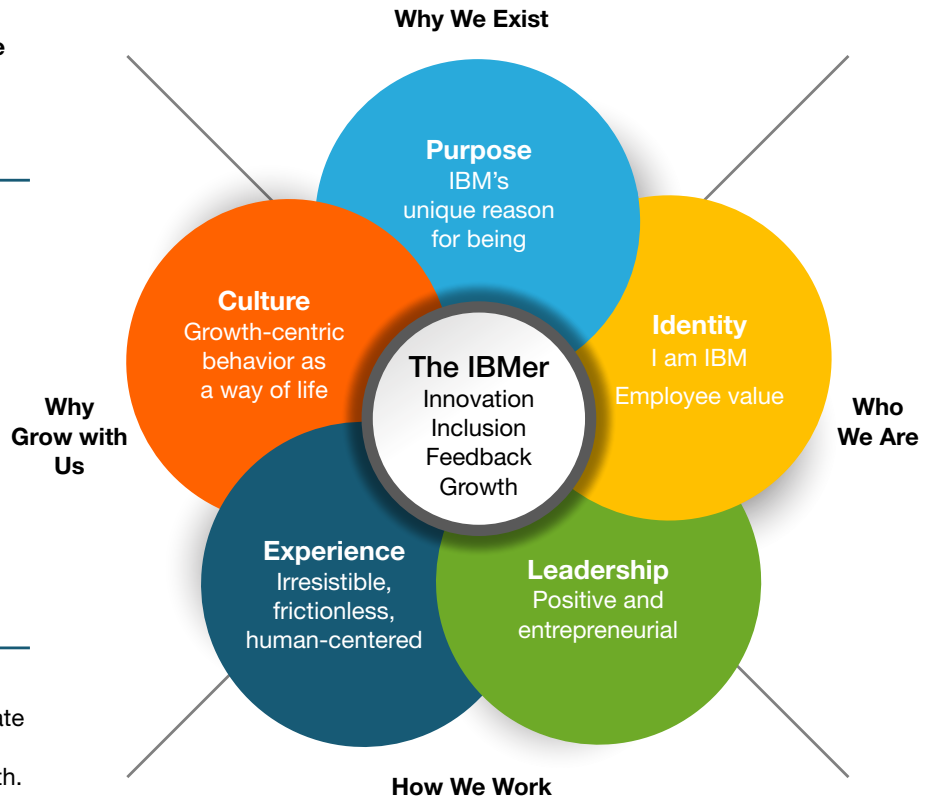 Why We Exist
e
Purpose
IBM’s
unique reason
for being
Culture
Growth-centric
behavior as
a way of life
Identity
I am IBM
Employee value
The IBMer
Innovation
Inclusion
Feedback
Growth
Why
Grow with
Us
Who
We Are
Experience
Irresistible,
frictionless,
human-centered
Leadership
Positive and
entrepreneurial
ate
th.
How We Work